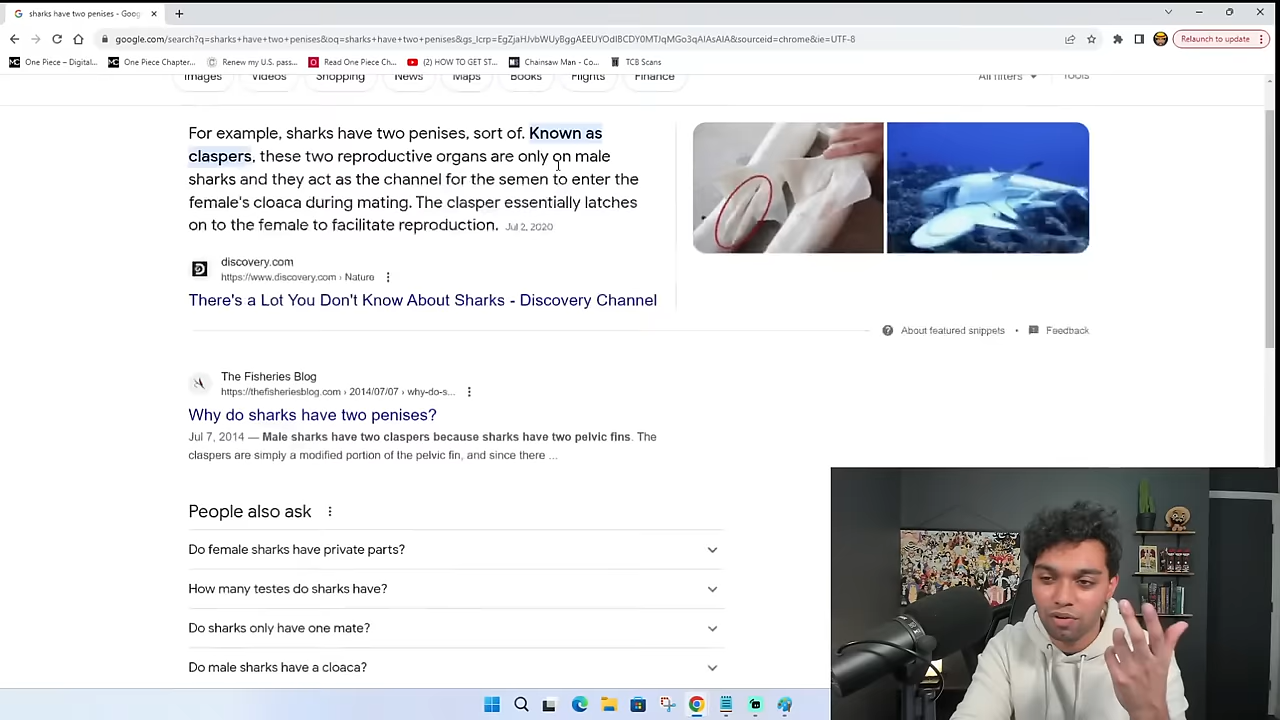 sharks have two penises - Goog
google.com/search?q=sharks+have+two+penises&oq=sharks+have+two+penises&gs_lcrp=EgZjaHJvbWUyBggAEEUYOdIBCDY0MTJqMGo3qAIAsAIA&sourceid=chrome&ie=UTF-8
Relaunch to update
One Piece – Digital...
One Piece Chapter...
Renew my U.S. pass...
Read One Piece Ch...
(2) HOW TO GET ST...
Chainsaw Man - Co...
TCB Scans
Images
Videos
Shopping
News
Maps
Books
Flights
Finance
All filters
Tools
For example, sharks have two penises, sort of. Known as
claspers, these two reproductive organs are only on male
sharks and they act as the channel for the semen to enter the
female's cloaca during mating. The clasper essentially latches
on to the female to facilitate reproduction. Jul 2, 2020
discovery.com
https://www.discovery.com › Nature
There's a Lot You Don't Know About Sharks - Discovery Channel
About featured snippets • Feedback
The Fisheries Blog
https://thefisheriesblog.com › 2014/07/07 › why-do-s...
Why do sharks have two penises?
Jul 7, 2014 — Male sharks have two claspers because sharks have two pelvic fins. The
claspers are simply a modified portion of the pelvic fin, and since there ...
People also ask
Do female sharks have private parts?
How many testes do sharks have?
Do sharks only have one mate?
Do male sharks have a cloaca?